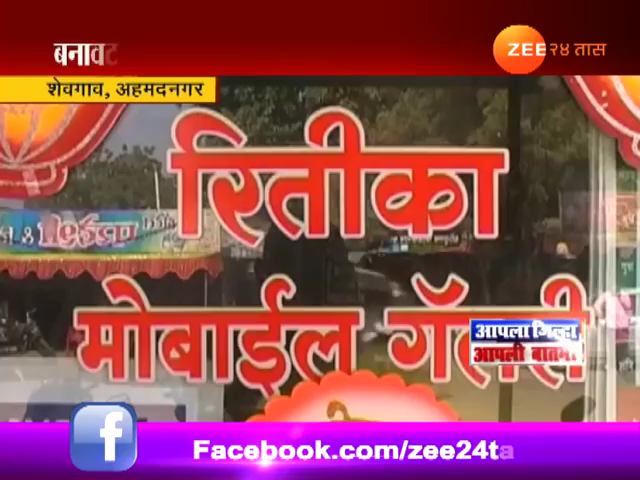 ZEE २४ तास
बनावट
शेवगाव, अहमदनगर
रितीका
मोबाईल गॅलरी
आपला जिल्हा
आपली बातमी
Facebook.com/zee24ta